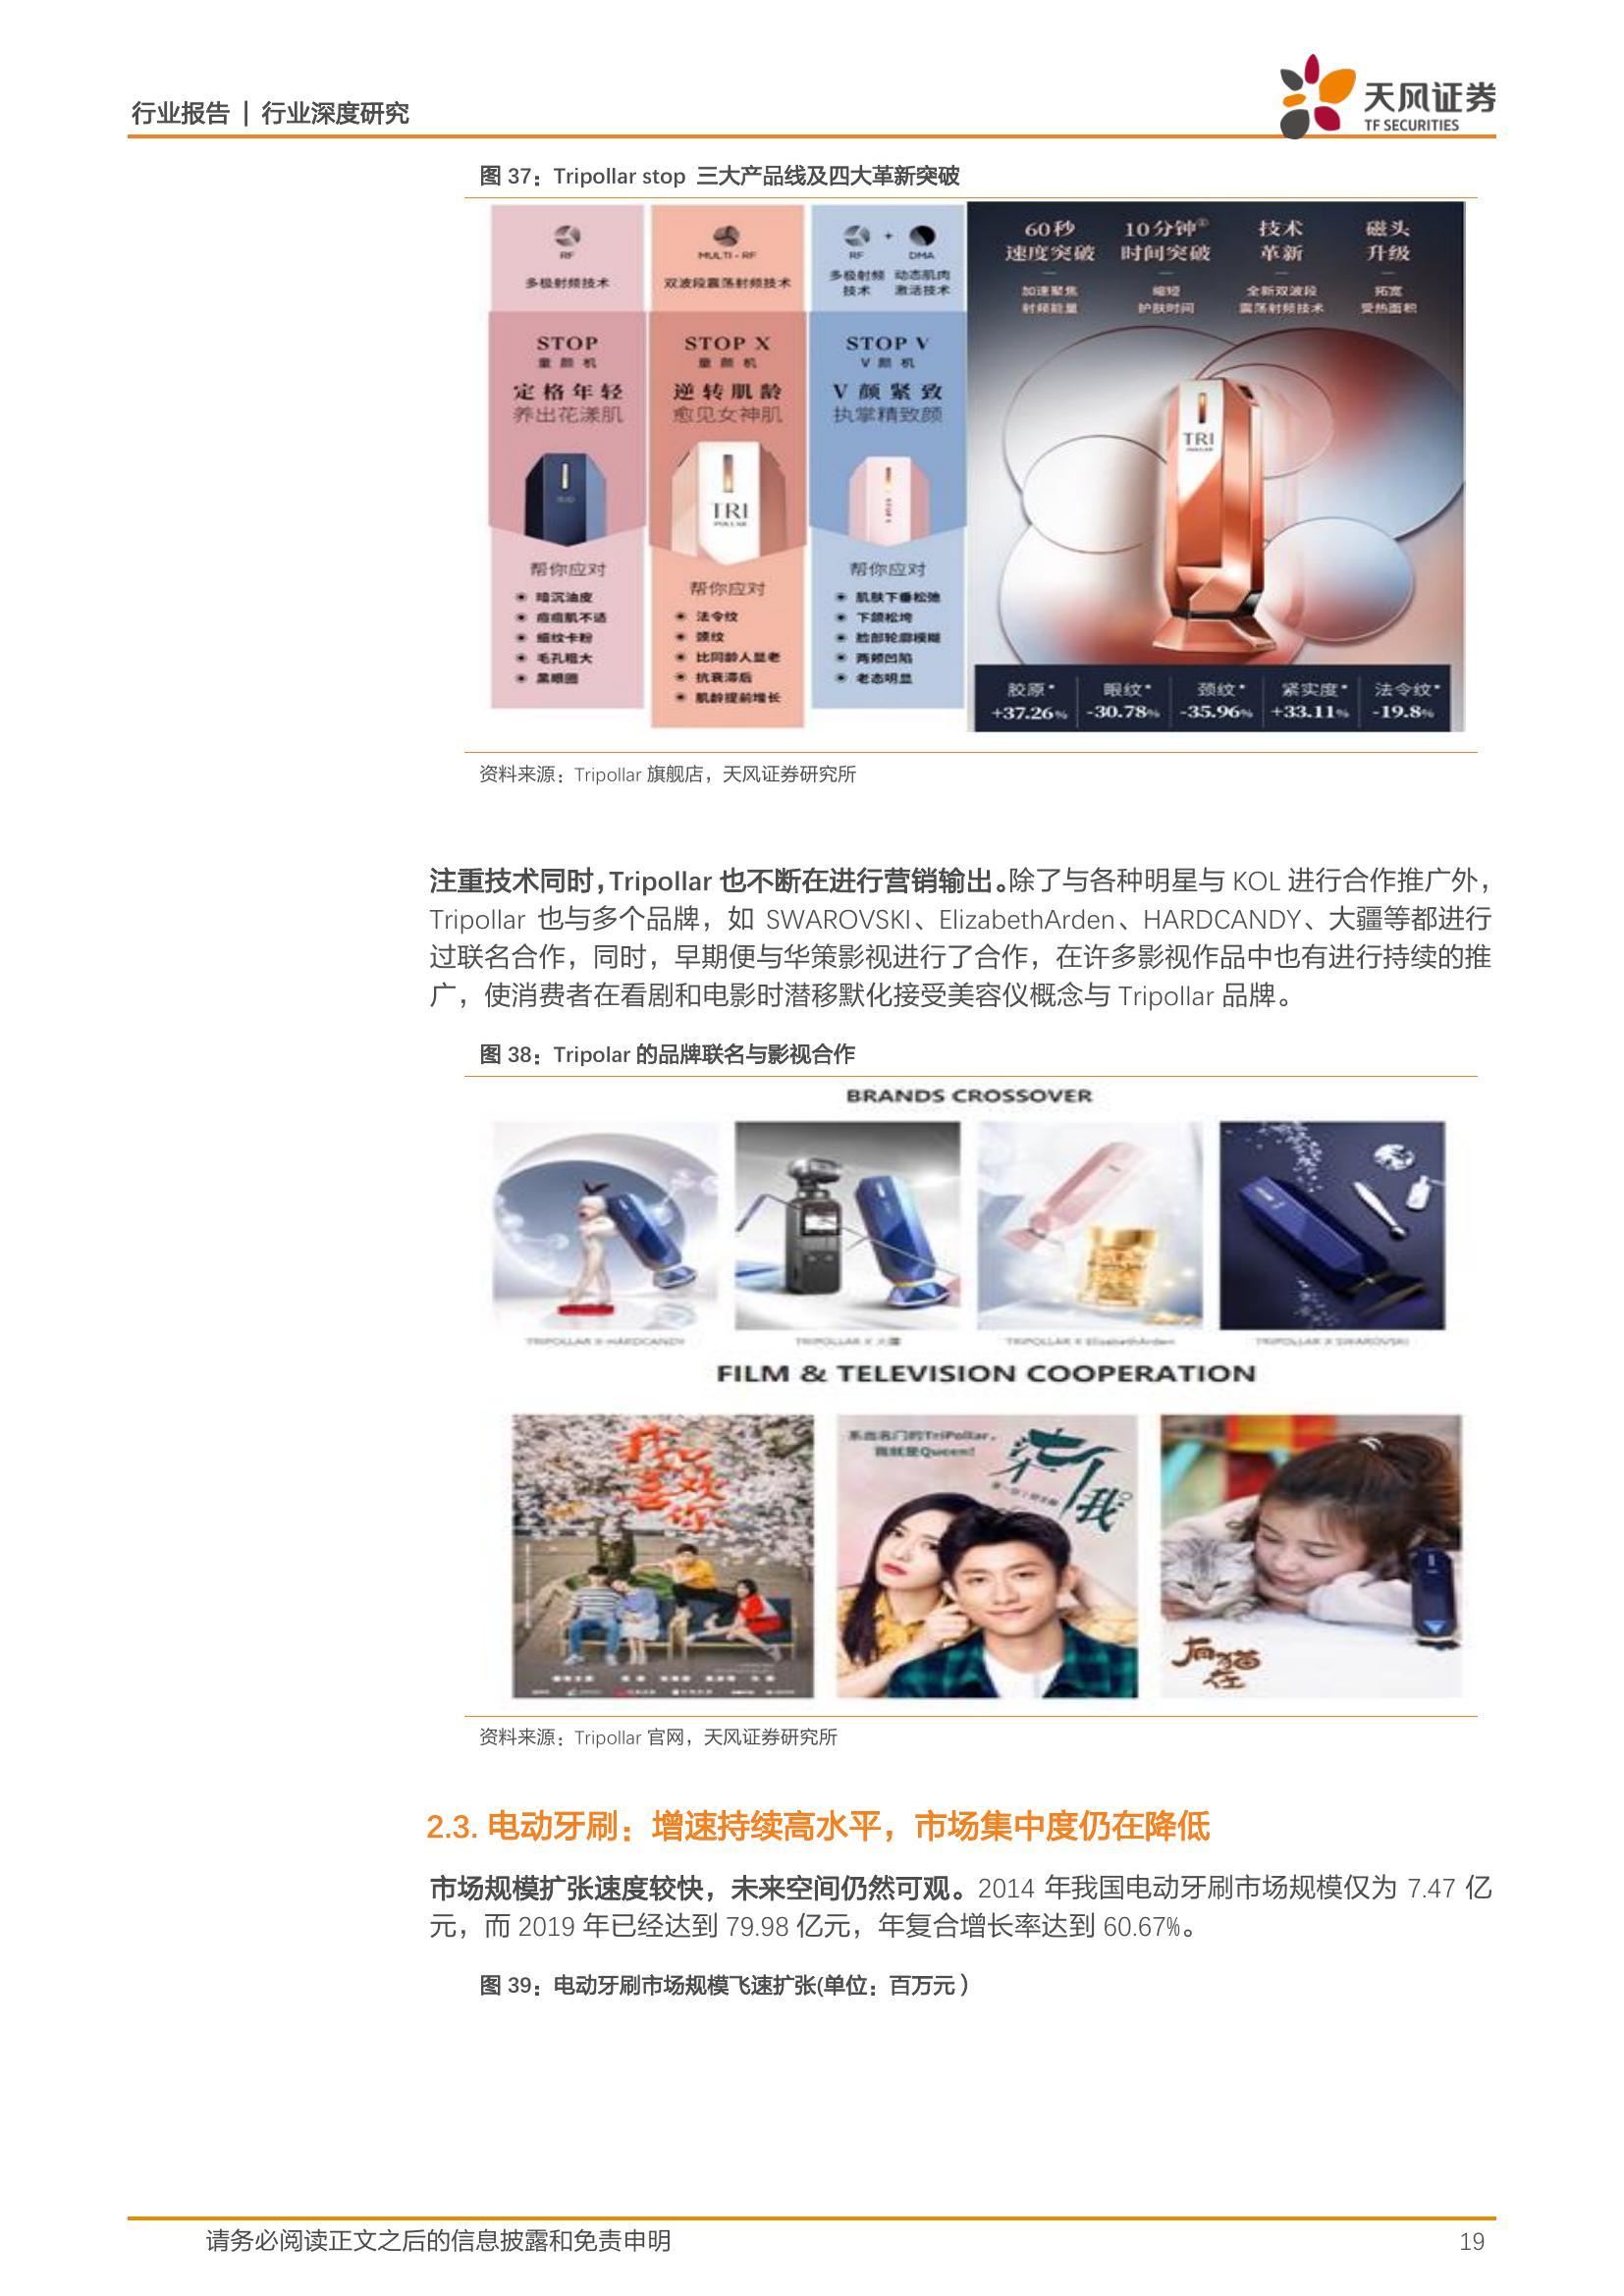 行业报告 | 行业深度研究
天风证券
TF SECURITIES
图 37：Tripollar stop 三大产品线及四大革新突破
RF
多极射频技术
STOP
童颜机
定格年轻
养出花漾肌
帮你应对
暗沉油皮
痘痘肌不适
细纹卡粉
毛孔粗大
黑眼圈
MULTI-RF
双波段震荡射频技术
STOP X
童颜机
逆转肌龄
愈见女神肌
TRI
POLLAR
帮你应对
法令纹
颈纹
比同龄人显老
抗衰滞后
肌龄提前增长
RF + DMA
多极射频 动态肌肉
技术 激活技术
STOP V
V 颜机
V 颜紧致
执掌精致颜
帮你应对
肌肤下垂松弛
下颌松垮
脸部轮廓模糊
两颊凹陷
老态明显
60秒 10分钟 技术 磁头
速度突破 时间突破 革新 升级
加速聚焦 缩短 全新双波段 拓宽
射频能量 护肤时间 震荡射频技术 受热面积
TRI
POLLAR
胶原* 眼纹* 颈纹* 紧实度* 法令纹*
+37.26% -30.78% -35.96% +33.11% -19.8%
资料来源：Tripollar 旗舰店，天风证券研究所
注重技术同时，Tripollar 也不断在进行营销输出。除了与各种明星与 KOL 进行合作推广外，
Tripollar 也与多个品牌，如 SWAROVSKI、ElizabethArden、HARDCANDY、大疆等都进行
过联名合作，同时，早期便与华策影视进行了合作，在许多影视作品中也有进行持续的推
广，使消费者在看剧和电影时潜移默化接受美容仪概念与 Tripollar 品牌。
图 38：Tripolar 的品牌联名与影视合作
BRANDS CROSSOVER
TRIPOLLAR X HARDCANDY
TRIPOLLAR X 大疆
TRIPOLLAR X ElizabethArden
TRIPOLLAR X SWAROVSKI
FILM & TELEVISION COOPERATION
我只喜欢你
系出名门的TriPollar，
我就是Queen!
资料来源：Tripollar 官网，天风证券研究所
2.3. 电动牙刷：增速持续高水平，市场集中度仍在降低
市场规模扩张速度较快，未来空间仍然可观。2014 年我国电动牙刷市场规模仅为 7.47 亿
元，而 2019 年已经达到 79.98 亿元，年复合增长率达到 60.67%。
图 39：电动牙刷市场规模飞速扩张(单位：百万元）
请务必阅读正文之后的信息披露和免责申明
19